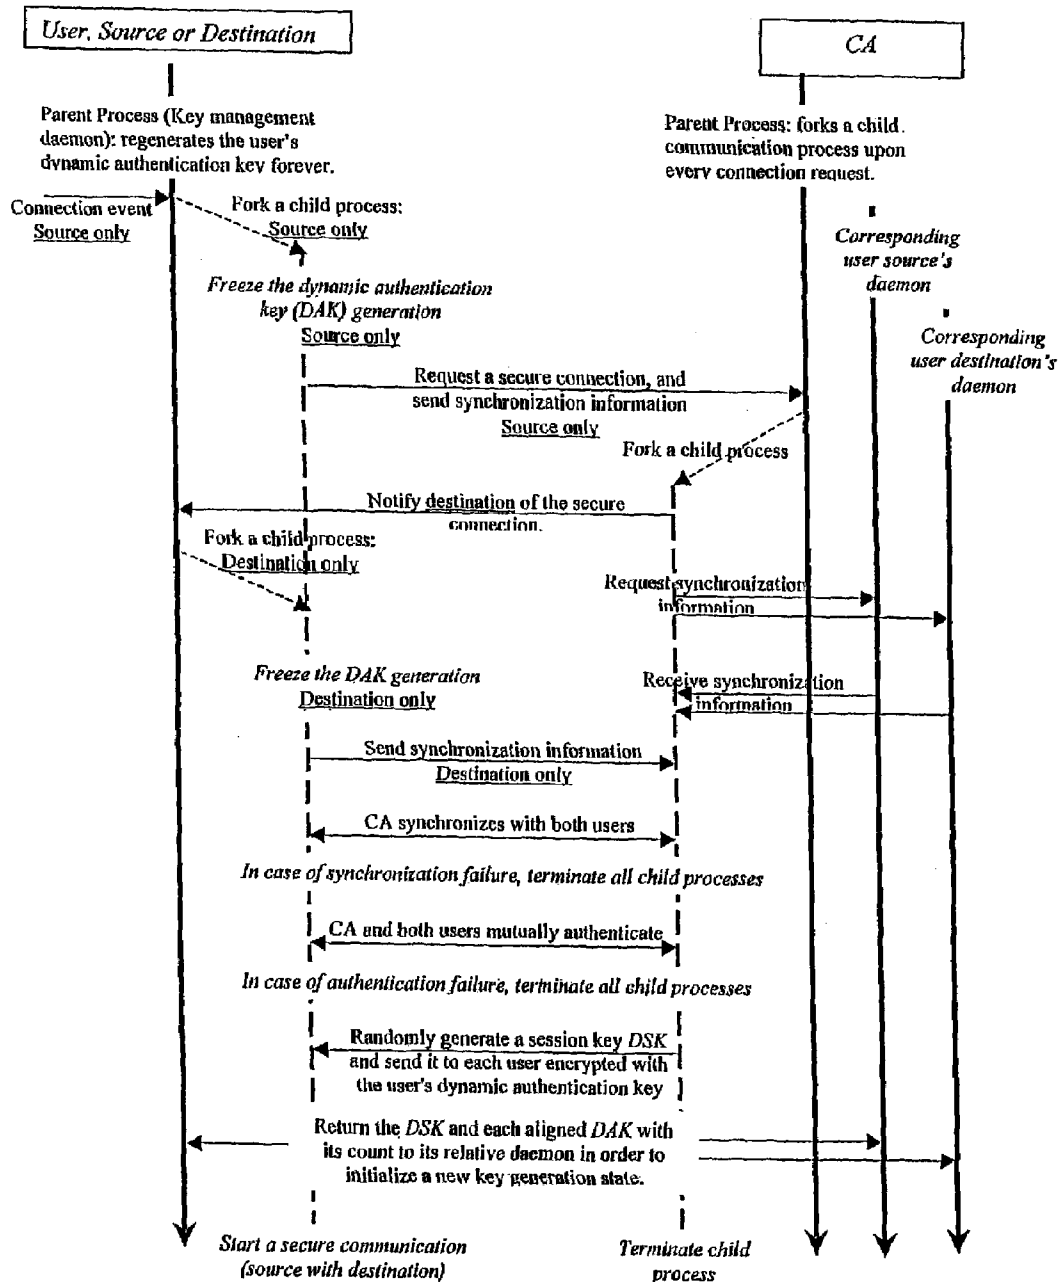 User, Source or Destination
CA
Parent Process (Key management
daemon): regenerates the user's
dynamic authentication key forever.
Parent Process: forks a child
communication process upon
every connection request.
Connection event
Source only
Fork a child process:
Source only
Corresponding
user source's
daemon
Freeze the dynamic authentication
key (DAK) generation
Source only
Corresponding
user destination's
daemon
Request a secure connection, and
send synchronization information
Source only
Fork a child process
Notify destination of the secure
connection.
Fork a child process:
Destination only
Request synchronization
information
Freeze the DAK generation
Destination only
Receive synchronization
information
Send synchronization information
Destination only
CA synchronizes with both users
In case of synchronization failure, terminate all child processes
CA and both users mutually authenticate
In case of authentication failure, terminate all child processes
Randomly generate a session key DSK
and send it to each user encrypted with
the user's dynamic authentication key
Return the DSK and each aligned DAK with
its count to its relative daemon in order to
initialize a new key generation state.
Start a secure communication
(source with destination)
Terminate child
process